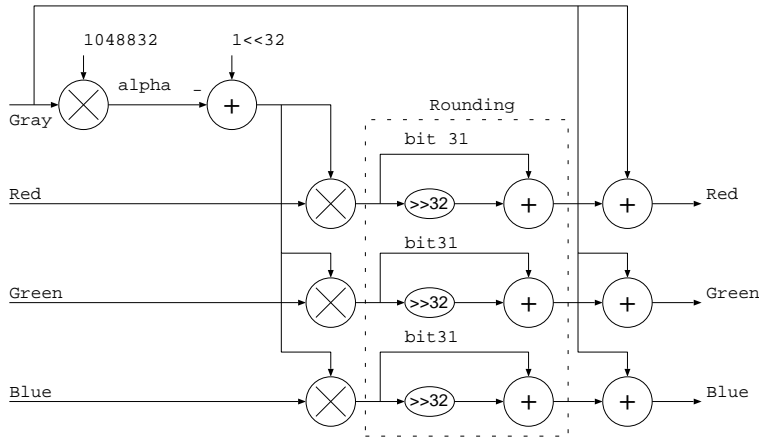 1048832
1<<32
alpha
-
+
Gray
Rounding
bit 31
Red
>>32
+
+
Red
bit31
Green
>>32
+
+
Green
bit31
Blue
>>32
+
+
Blue